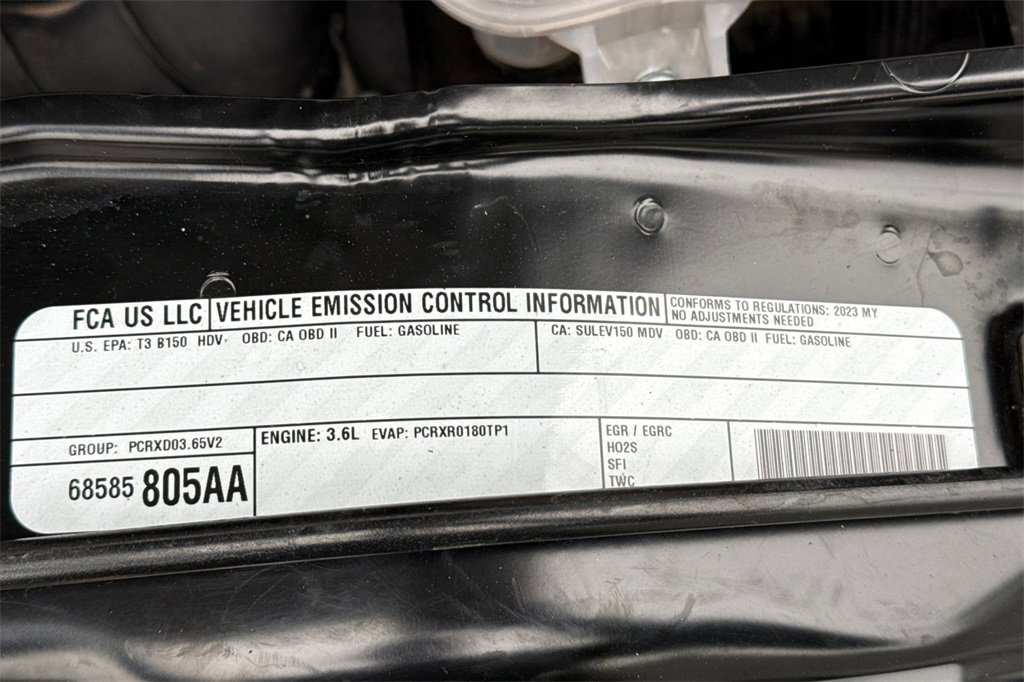 FCA US LLC VEHICLE EMISSION CONTROL INFORMATION CONFORMS TO REGULATIONS: 2023 MY
NO ADJUSTMENTS NEEDED
U.S. EPA: T3 B150 HDV OBD: CA OBD II FUEL: GASOLINE CA: SULEV150 MDV OBD: CA OBD II FUEL: GASOLINE
GROUP: PCRXD03.65V2
68585 805AA
ENGINE: 3.6L EVAP: PCRXR0180TP1
EGR / EGRC
HO2S
SFI
TWC